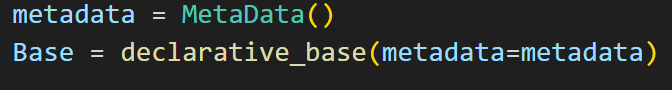 metadata = MetaData()
Base = declarative_base(metadata=metadata)